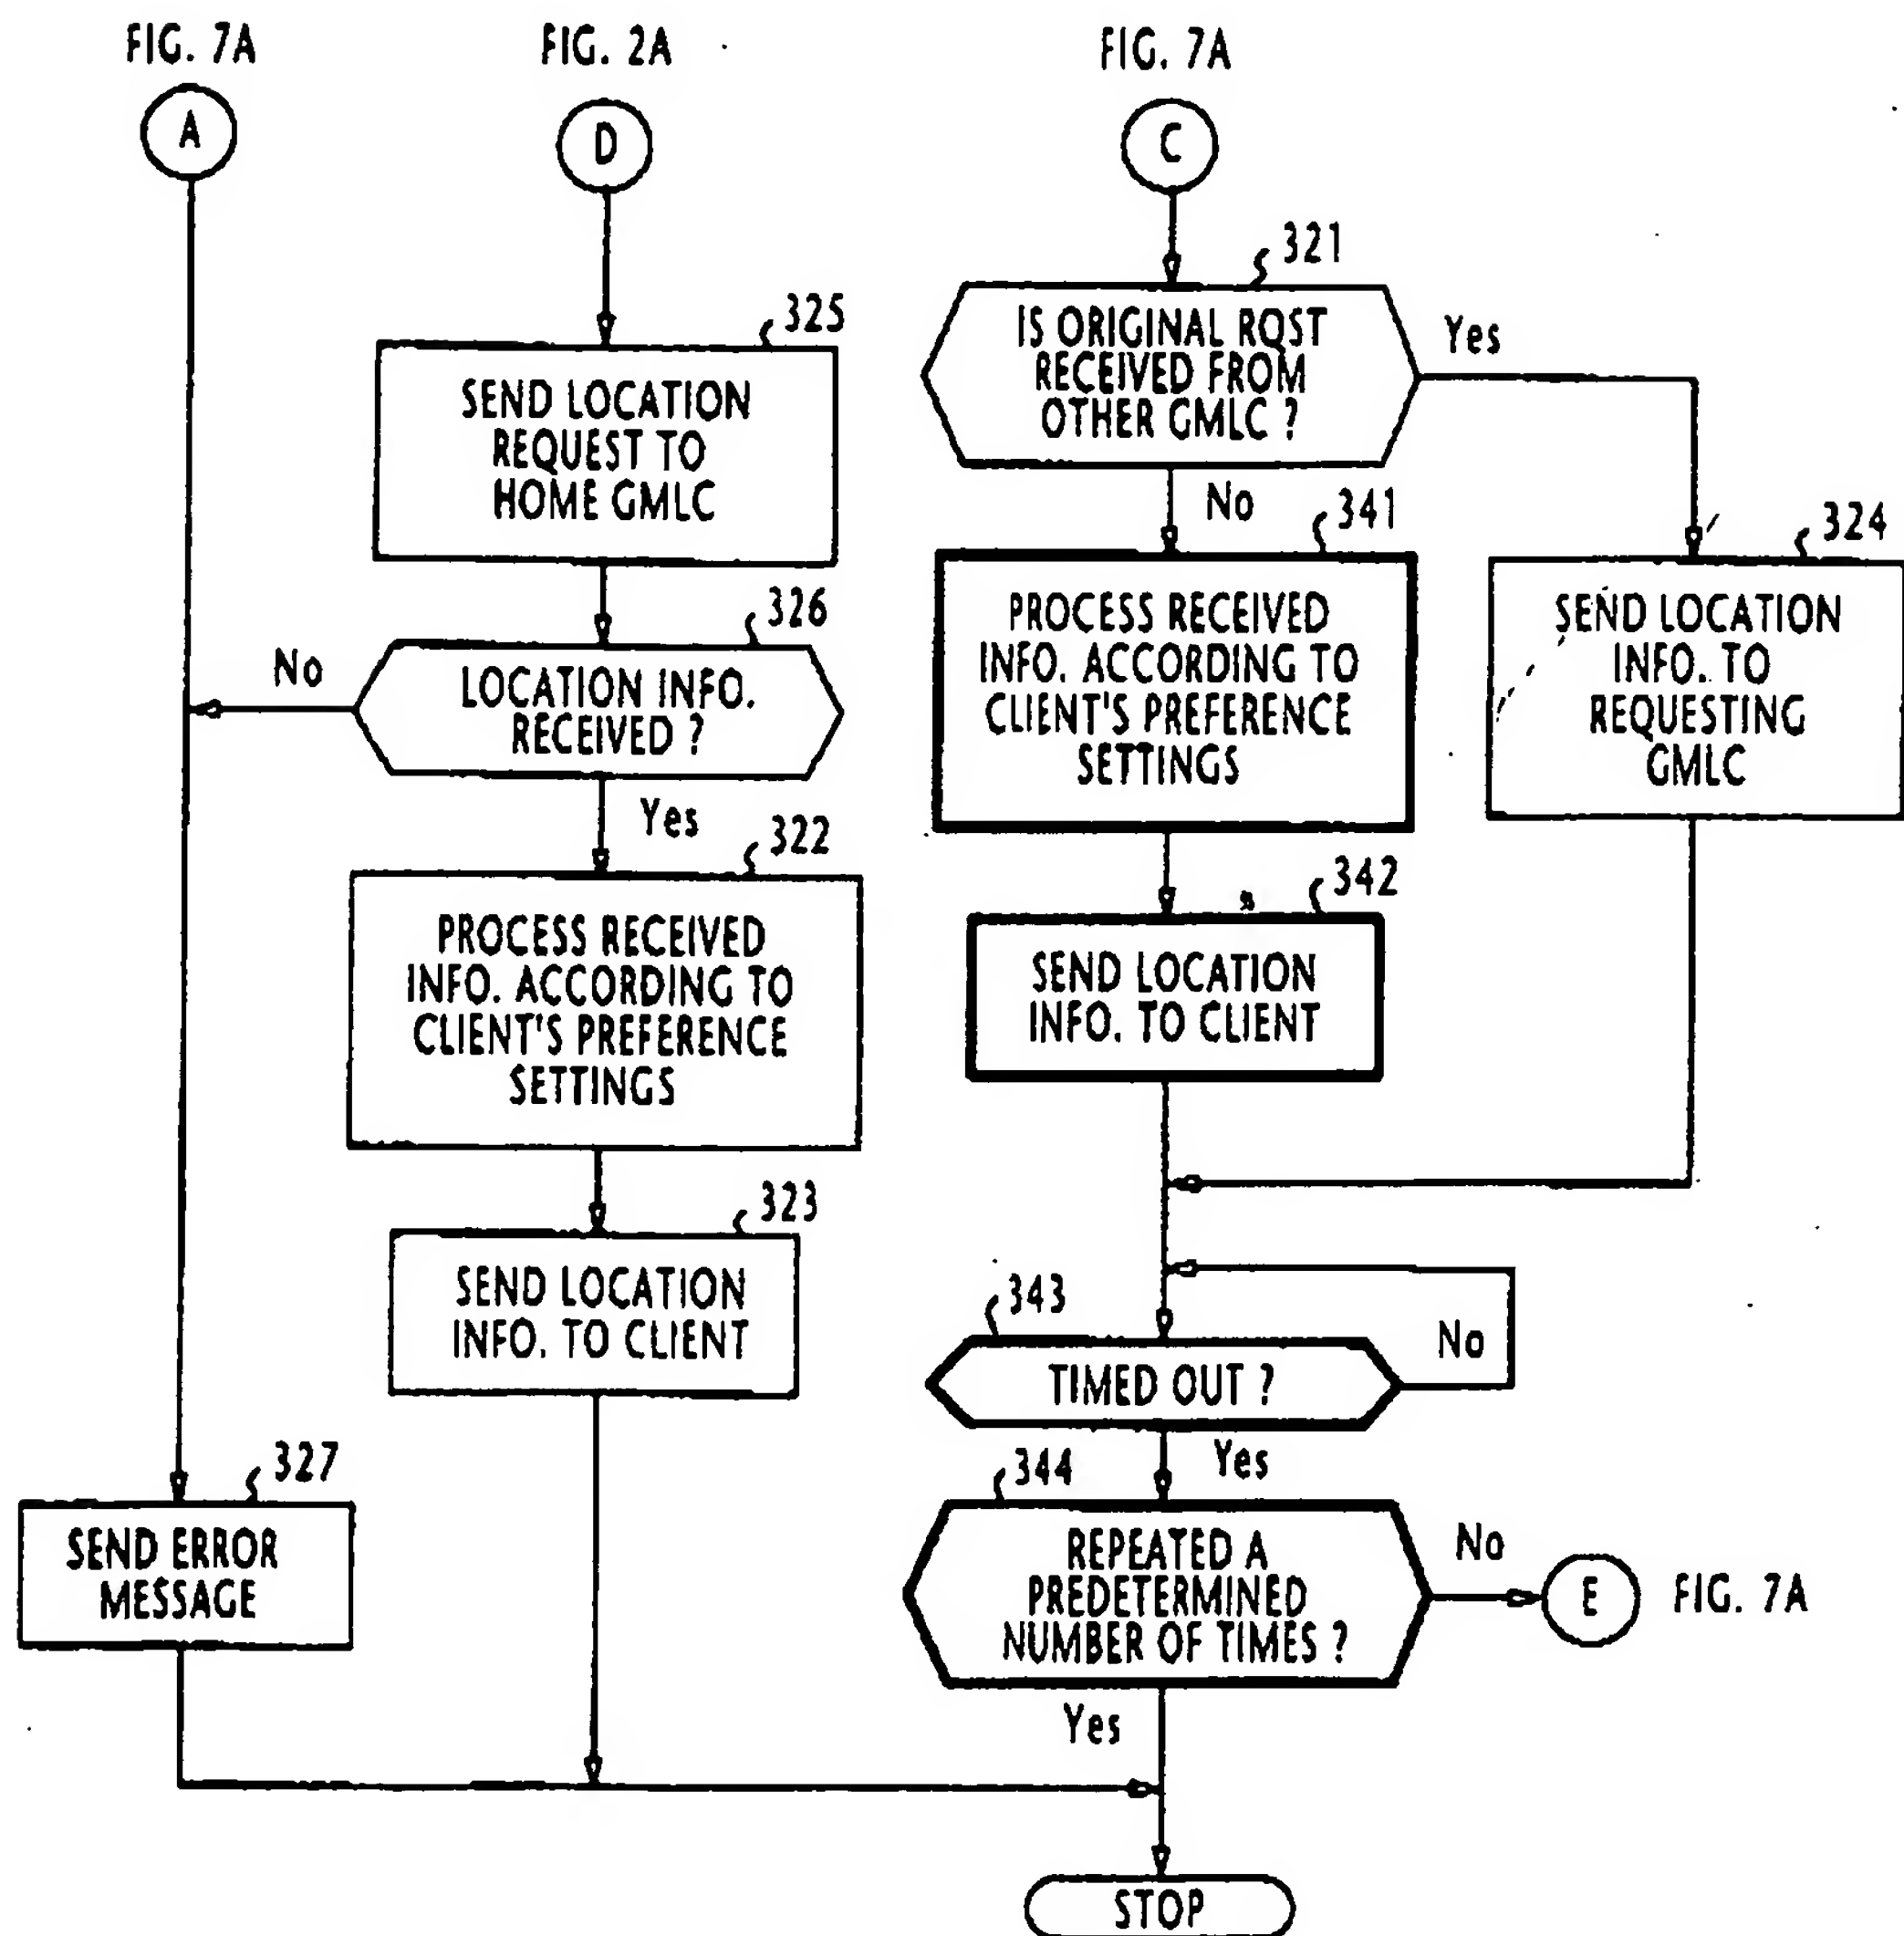 FIG. 7A
A
FIG. 2A
D
325
SEND LOCATION
REQUEST TO
HOME GMLC
326
LOCATION INFO.
RECEIVED ?
No
Yes
322
PROCESS RECEIVED
INFO. ACCORDING TO
CLIENT'S PREFERENCE
SETTINGS
323
SEND LOCATION
INFO. TO CLIENT
327
SEND ERROR
MESSAGE
FIG. 7A
C
321
IS ORIGINAL RQST
RECEIVED FROM
OTHER GMLC ?
Yes
No
341
PROCESS RECEIVED
INFO. ACCORDING TO
CLIENT'S PREFERENCE
SETTINGS
324
SEND LOCATION
INFO. TO
REQUESTING
GMLC
342
SEND LOCATION
INFO. TO CLIENT
343
TIMED OUT ?
No
Yes
344
REPEATED A
PREDETERMINED
NUMBER OF TIMES ?
No
E
FIG. 7A
Yes
STOP